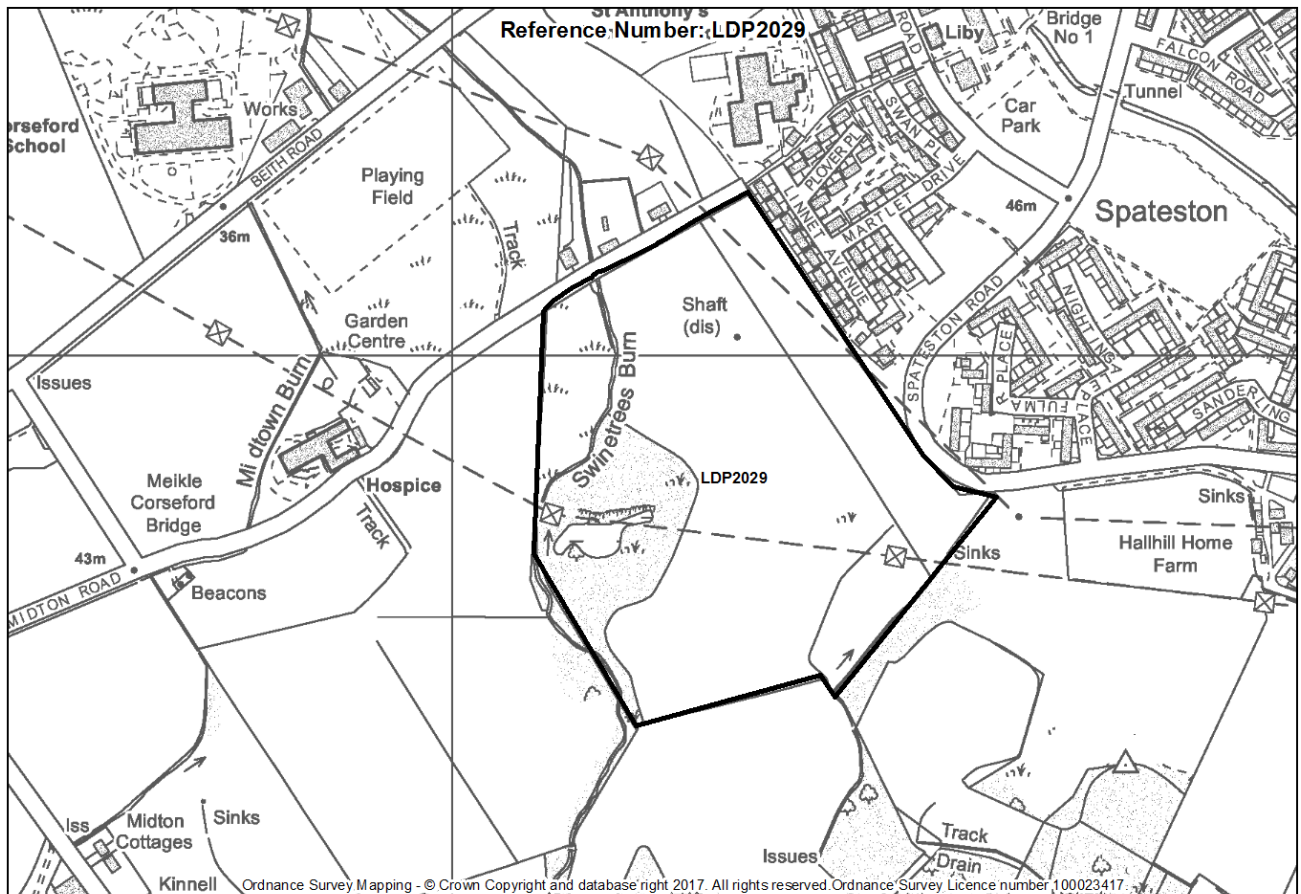 St Anthony's
Reference Number: LDP2029
ROAD
Liby
Bridge
No 1
FALCON ROAD
Works
Car
Park
Tunnel
orseford
School
BEITH ROAD
SWAN PL
PLOVER PL
Playing
Field
MARTLET DRIVE
LINNET AVENUE
46m
Spateston
36m
Track
Shaft
(dis)
Garden
Centre
SPATESTON ROAD
NIGHTINGALE PLACE
R PLACE
FULMA
SANDERLING
Issues
Midtown Burn
Swinetrees Burn
LDP2029
Hospice
Meikle
Corseford
Bridge
Track
Sinks
Hallhill Home
Farm
43m
Sinks
MIDTON ROAD
Beacons
Iss
Midton
Cottages
Sinks
Track
Drain
Issues
Kinnell
Ordnance Survey Mapping - © Crown Copyright and database right 2017. All rights reserved.Ordnance Survey Licence number 100023417.